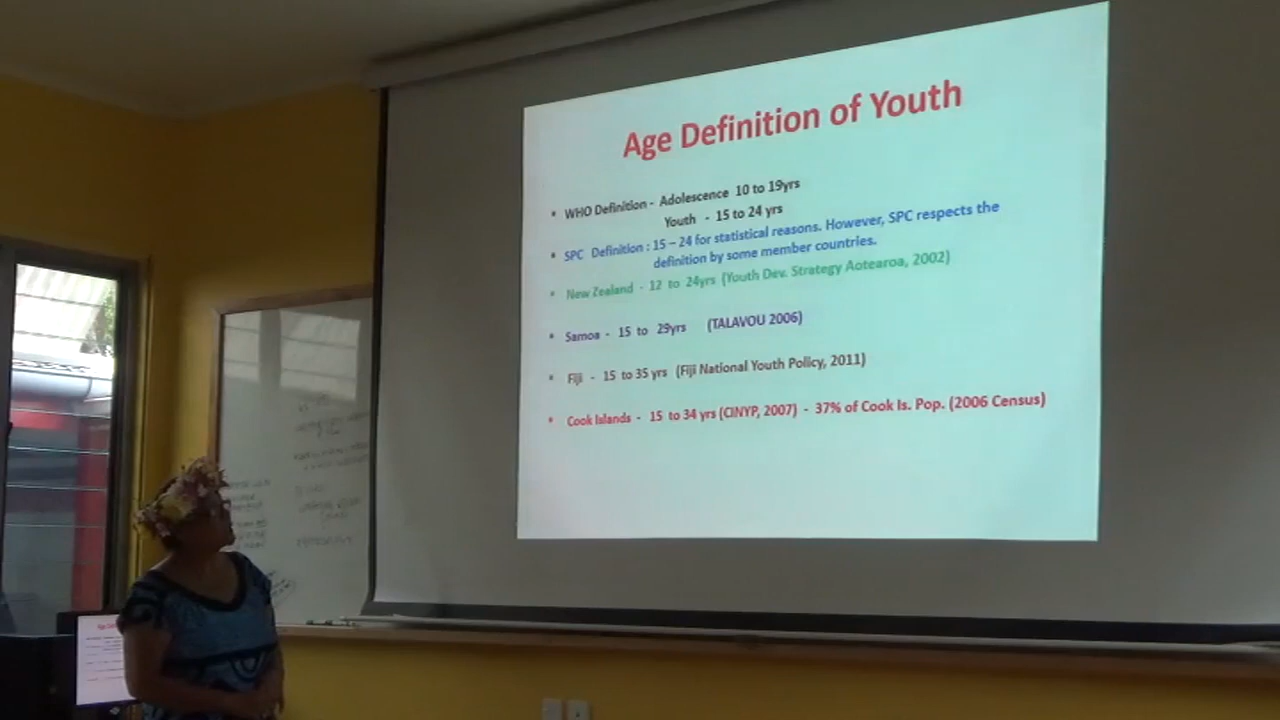 Age Definition of Youth
• WHO Definition - Adolescence 10 to 19yrs
Youth - 15 to 24 yrs
• SPC Definition : 15 – 24 for statistical reasons. However, SPC respects the
definition by some member countries.
• New Zealand - 12 to 24yrs (Youth Dev. Strategy Aotearoa, 2002)
• Samoa - 15 to 29yrs (TALAVOU 2006)
• Fiji - 15 to 35 yrs (Fiji National Youth Policy, 2011)
• Cook Islands - 15 to 34 yrs (CINYP, 2007) - 37% of Cook Is. Pop. (2006 Census)